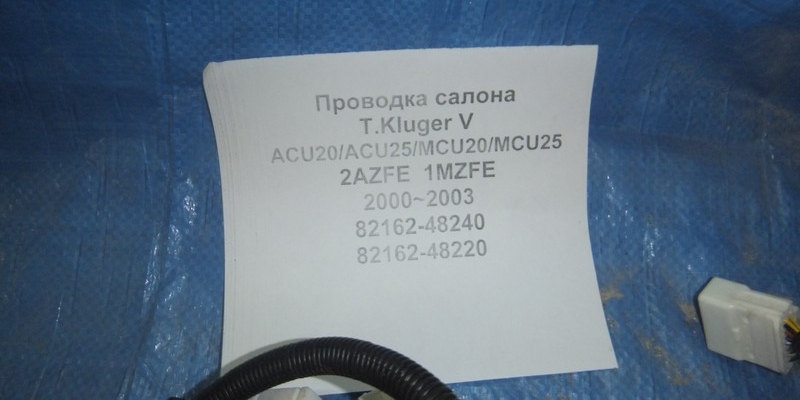 Проводка салона
T.Kluger V
ACU20/ACU25/MCU20/MCU25
2AZFE 1MZFE
2000~2003
82162-48240
82162-48220